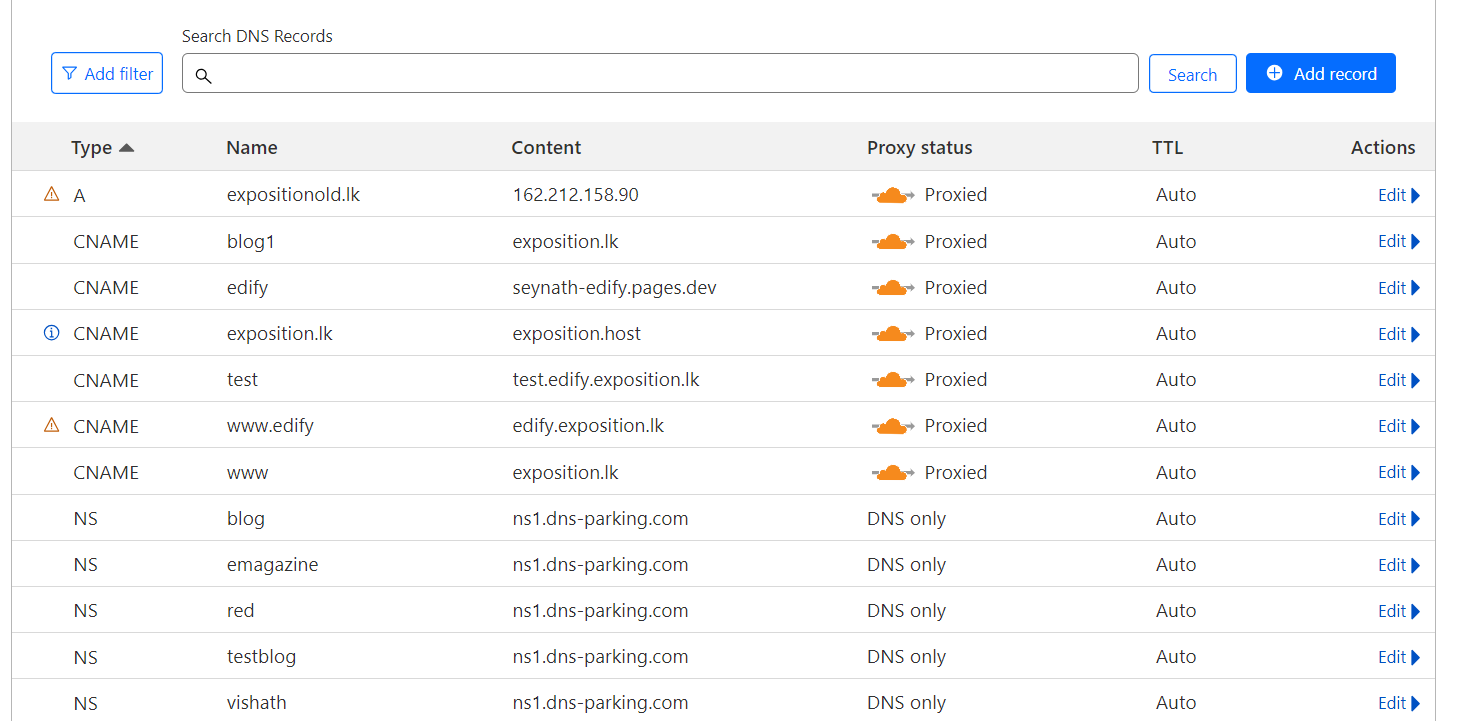 Search DNS Records
Add filter
Search
Add record
Type Name Content Proxy status TTL Actions
A expositionold.lk 162.212.158.90 Proxied Auto Edit
CNAME blog1 exposition.lk Proxied Auto Edit
CNAME edify seynath-edify.pages.dev Proxied Auto Edit
CNAME exposition.lk exposition.host Proxied Auto Edit
CNAME test test.edify.exposition.lk Proxied Auto Edit
CNAME www.edify edify.exposition.lk Proxied Auto Edit
CNAME www exposition.lk Proxied Auto Edit
NS blog ns1.dns-parking.com DNS only Auto Edit
NS emagazine ns1.dns-parking.com DNS only Auto Edit
NS red ns1.dns-parking.com DNS only Auto Edit
NS testblog ns1.dns-parking.com DNS only Auto Edit
NS vishath ns1.dns-parking.com DNS only Auto Edit